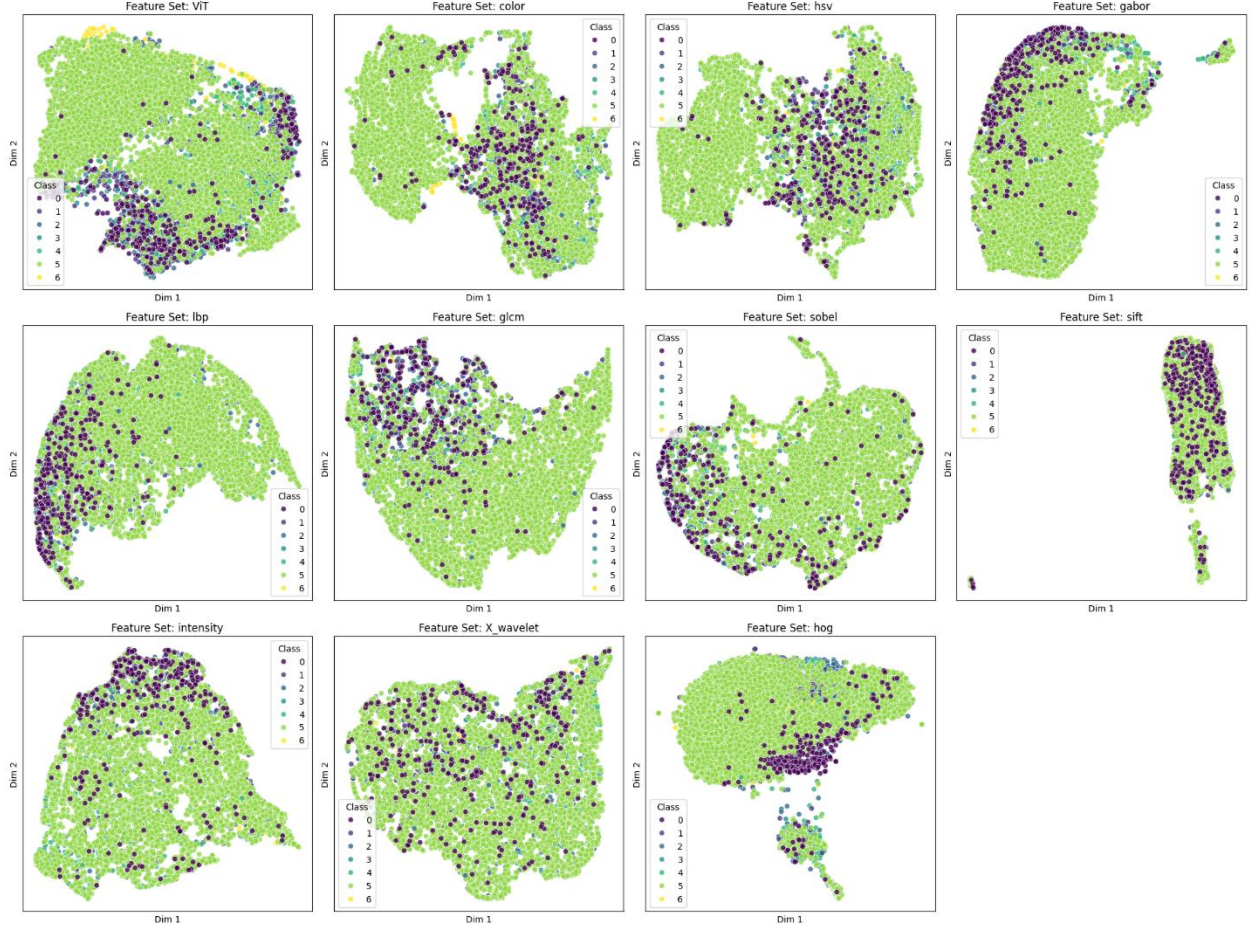 Feature Set: ViT
Dim 2
Class
0
1
2
3
4
5
6
Dim 1
Feature Set: color
Dim 2
Class
0
1
2
3
4
5
6
Dim 1
Feature Set: hsv
Dim 2
Class
0
1
2
3
4
5
6
Dim 1
Feature Set: gabor
Dim 2
Class
0
1
2
3
4
5
6
Dim 1
Feature Set: lbp
Dim 2
Class
0
1
2
3
4
5
6
Dim 1
Feature Set: glcm
Dim 2
Class
0
1
2
3
4
5
6
Dim 1
Feature Set: sobel
Dim 2
Class
0
1
2
3
4
5
6
Dim 1
Feature Set: sift
Dim 2
Class
0
1
2
3
4
5
6
Dim 1
Feature Set: intensity
Dim 2
Class
0
1
2
3
4
5
6
Dim 1
Feature Set: X_wavelet
Dim 2
Class
0
1
2
3
4
5
6
Dim 1
Feature Set: hog
Dim 2
Class
0
1
2
3
4
5
6
Dim 1